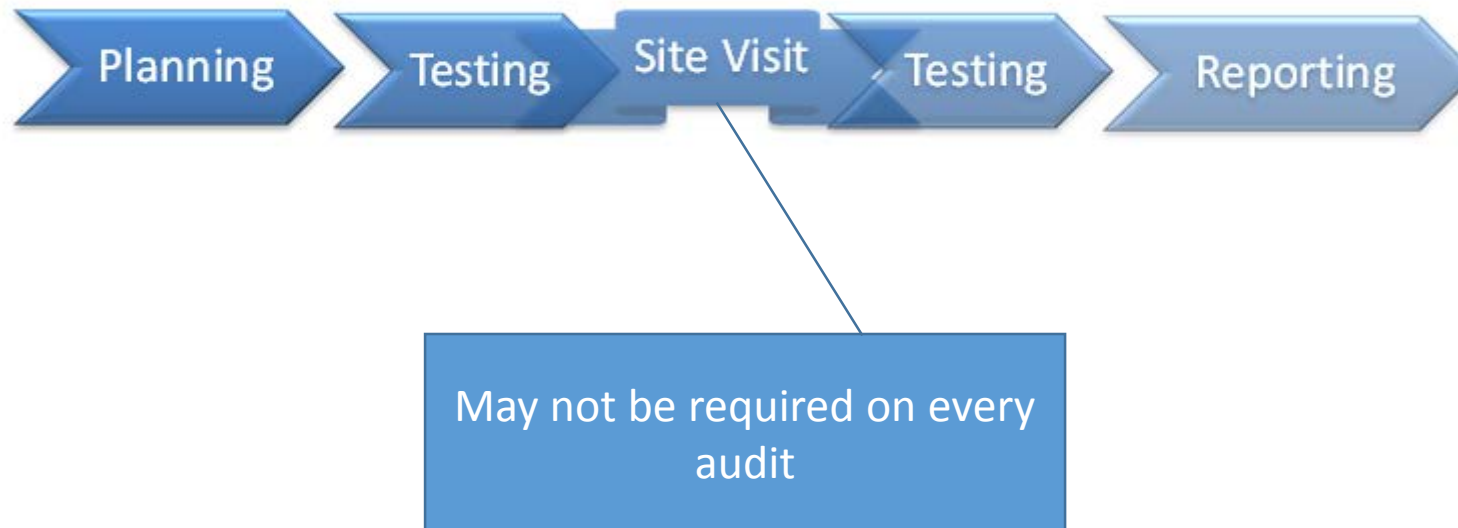 Planning
Testing
Site Visit
Testing
Reporting
May not be required on every
audit